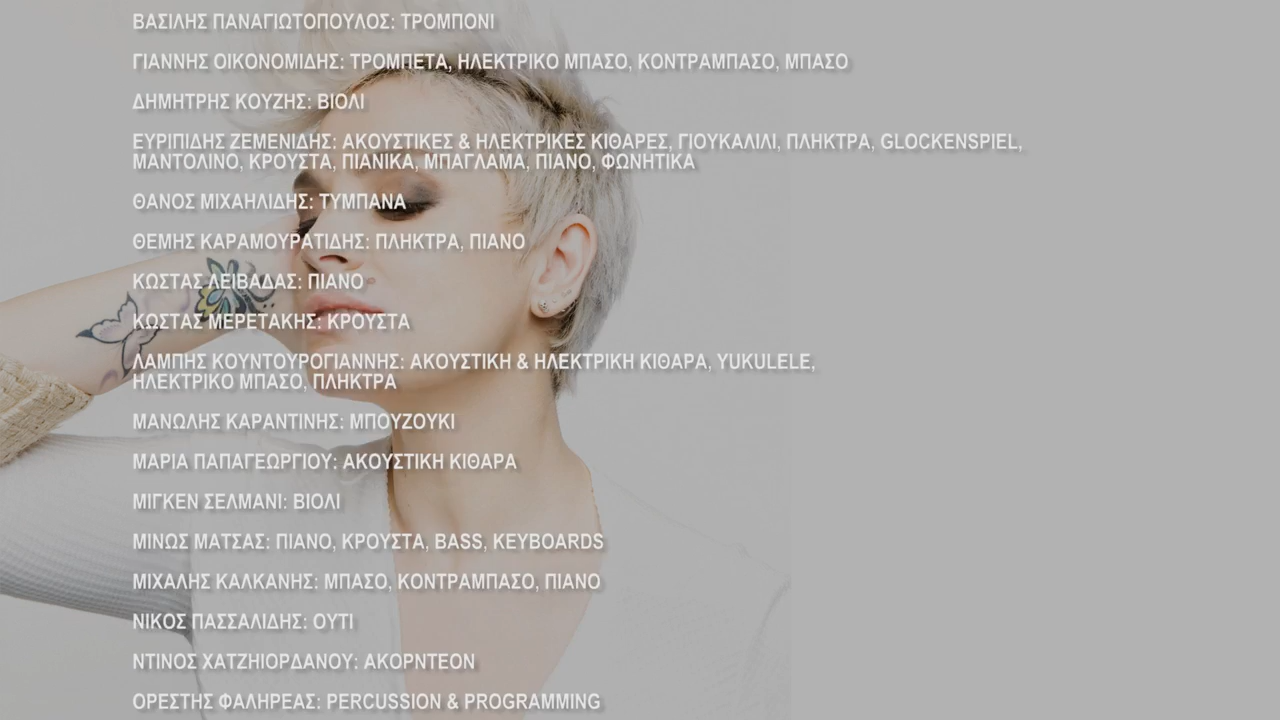 ΒΑΣΙΛΗΣ ΠΑΝΑΓΙΩΤΟΠΟΥΛΟΣ: ΤΡΟΜΠΟΝΙ
ΓΙΑΝΝΗΣ ΟΙΚΟΝΟΜΙΔΗΣ: ΤΡΟΜΠΕΤΑ, ΗΛΕΚΤΡΙΚΟ ΜΠΑΣΟ, ΚΟΝΤΡΑΜΠΑΣΟ, ΜΠΑΣΟ
ΔΗΜΗΤΡΗΣ ΚΟΥΖΗΣ: ΒΙΟΛΙ
ΕΥΡΙΠΙΔΗΣ ΖΕΜΕΝΙΔΗΣ: ΑΚΟΥΣΤΙΚΕΣ & ΗΛΕΚΤΡΙΚΕΣ ΚΙΘΑΡΕΣ, ΓΙΟΥΚΑΛΙΛΙ, ΠΛΗΚΤΡΑ, GLOCKENSPIEL,
ΜΑΝΤΟΛΙΝΟ, ΚΡΟΥΣΤΑ, ΠΙΑΝΙΚΑ, ΜΠΑΓΛΑΜΑ, ΠΙΑΝΟ, ΦΩΝΗΤΙΚΑ
ΘΑΝΟΣ ΜΙΧΑΗΛΙΔΗΣ: ΤΥΜΠΑΝΑ
ΘΕΜΗΣ ΚΑΡΑΜΟΥΡΑΤΙΔΗΣ: ΠΛΗΚΤΡΑ, ΠΙΑΝΟ
ΚΩΣΤΑΣ ΛΕΙΒΑΔΑΣ: ΠΙΑΝΟ
ΚΩΣΤΑΣ ΜΕΡΕΤΑΚΗΣ: ΚΡΟΥΣΤΑ
ΛΑΜΠΗΣ ΚΟΥΝΤΟΥΡΟΓΙΑΝΝΗΣ: ΑΚΟΥΣΤΙΚΗ & ΗΛΕΚΤΡΙΚΗ ΚΙΘΑΡΑ, YUKULELE,
ΗΛΕΚΤΡΙΚΟ ΜΠΑΣΟ, ΠΛΗΚΤΡΑ
ΜΑΝΩΛΗΣ ΚΑΡΑΝΤΙΝΗΣ: ΜΠΟΥΖΟΥΚΙ
ΜΑΡΙΑ ΠΑΠΑΓΕΩΡΓΙΟΥ: ΑΚΟΥΣΤΙΚΗ ΚΙΘΑΡΑ
ΜΙΓΚΕΝ ΣΕΛΜΑΝΙ: ΒΙΟΛΙ
ΜΙΝΩΣ ΜΑΤΣΑΣ: ΠΙΑΝΟ, ΚΡΟΥΣΤΑ, BASS, KEYBOARDS
ΜΙΧΑΛΗΣ ΚΑΛΚΑΝΗΣ: ΜΠΑΣΟ, ΚΟΝΤΡΑΜΠΑΣΟ, ΠΙΑΝΟ
ΝΙΚΟΣ ΠΑΣΣΑΛΙΔΗΣ: ΟΥΤΙ
ΝΤΙΝΟΣ ΧΑΤΖΗΙΟΡΔΑΝΟΥ: ΑΚΟΡΝΤΕΟΝ
ΟΡΕΣΤΗΣ ΦΑΛΗΡΕΑΣ: PERCUSSION & PROGRAMMING